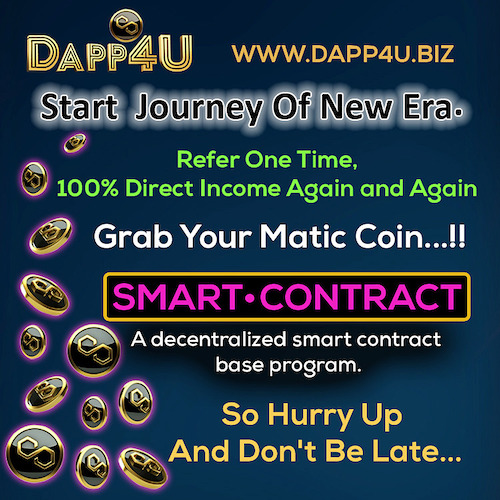 DAPP4U
WWW.DAPP4U.BIZ
Start Journey Of New Era.
Refer One Time,
100% Direct Income Again and Again
Grab Your Matic Coin...!!
SMART•CONTRACT
A decentralized smart contract
base program.
So Hurry Up
And Don't Be Late...